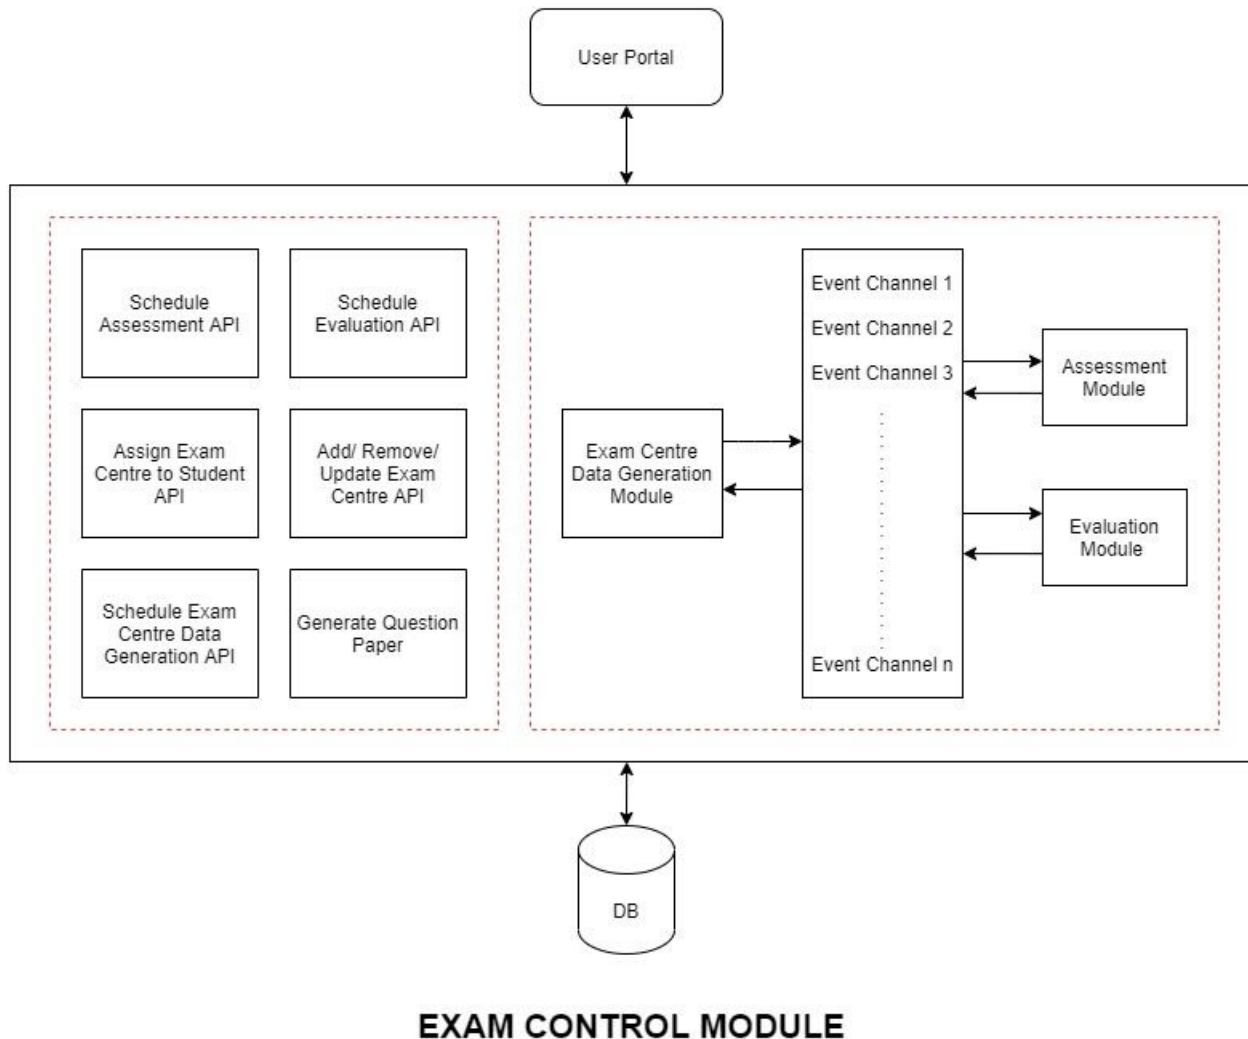 User Portal
Schedule
Assessment API
Schedule
Evaluation API
Assign Exam
Centre to Student
API
Add/ Remove/
Update Exam
Centre API
Schedule Exam
Centre Data
Generation API
Generate Question
Paper
Exam Centre
Data Generation
Module
Event Channel 1
Event Channel 2
Event Channel 3
Event Channel n
Assessment
Module
Evaluation
Module
DB
EXAM CONTROL MODULE